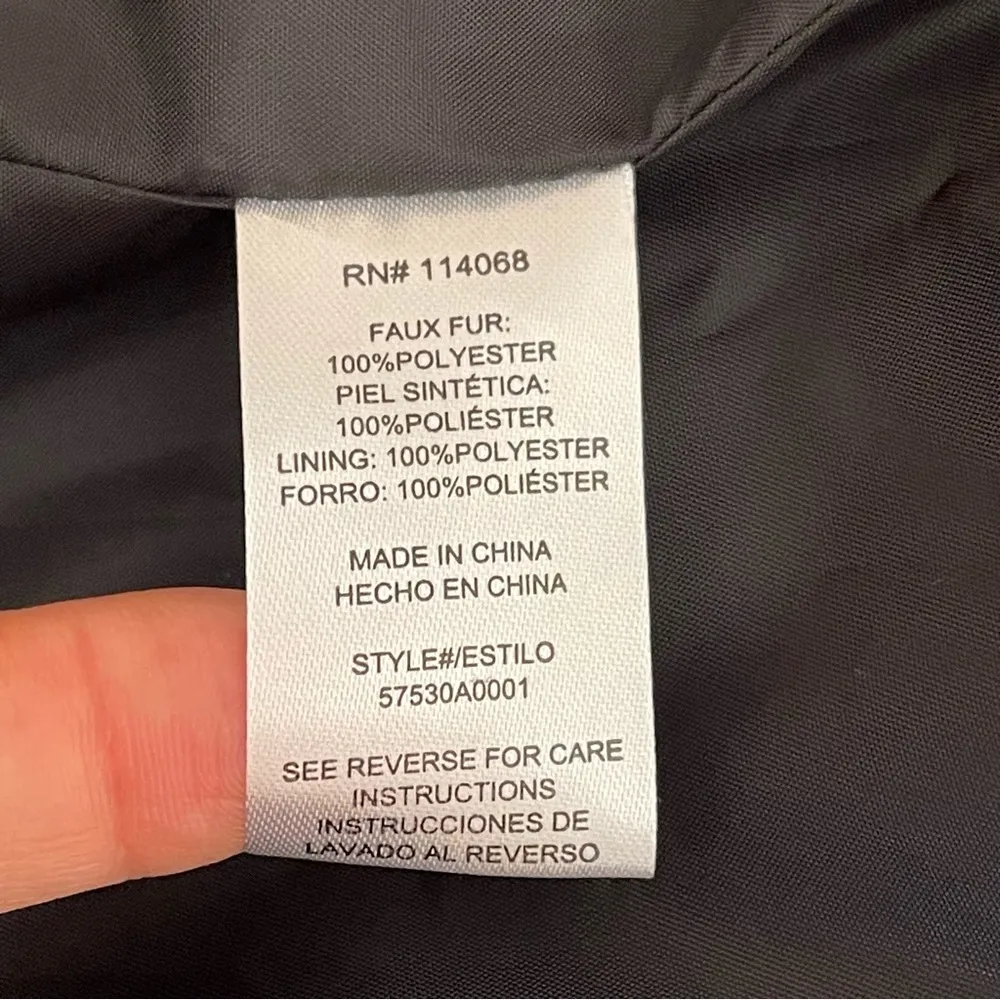 RN# 114068
FAUX FUR:
100%POLYESTER
PIEL SINTÉTICA:
100%POLIÉSTER
LINING: 100%POLYESTER
FORRO: 100%POLIÉSTER
MADE IN CHINA
HECHO EN CHINA
STYLE#/ESTILO
57530A0001
SEE REVERSE FOR CARE
INSTRUCTIONS
INSTRUCCIONES DE
LAVADO AL REVERSO